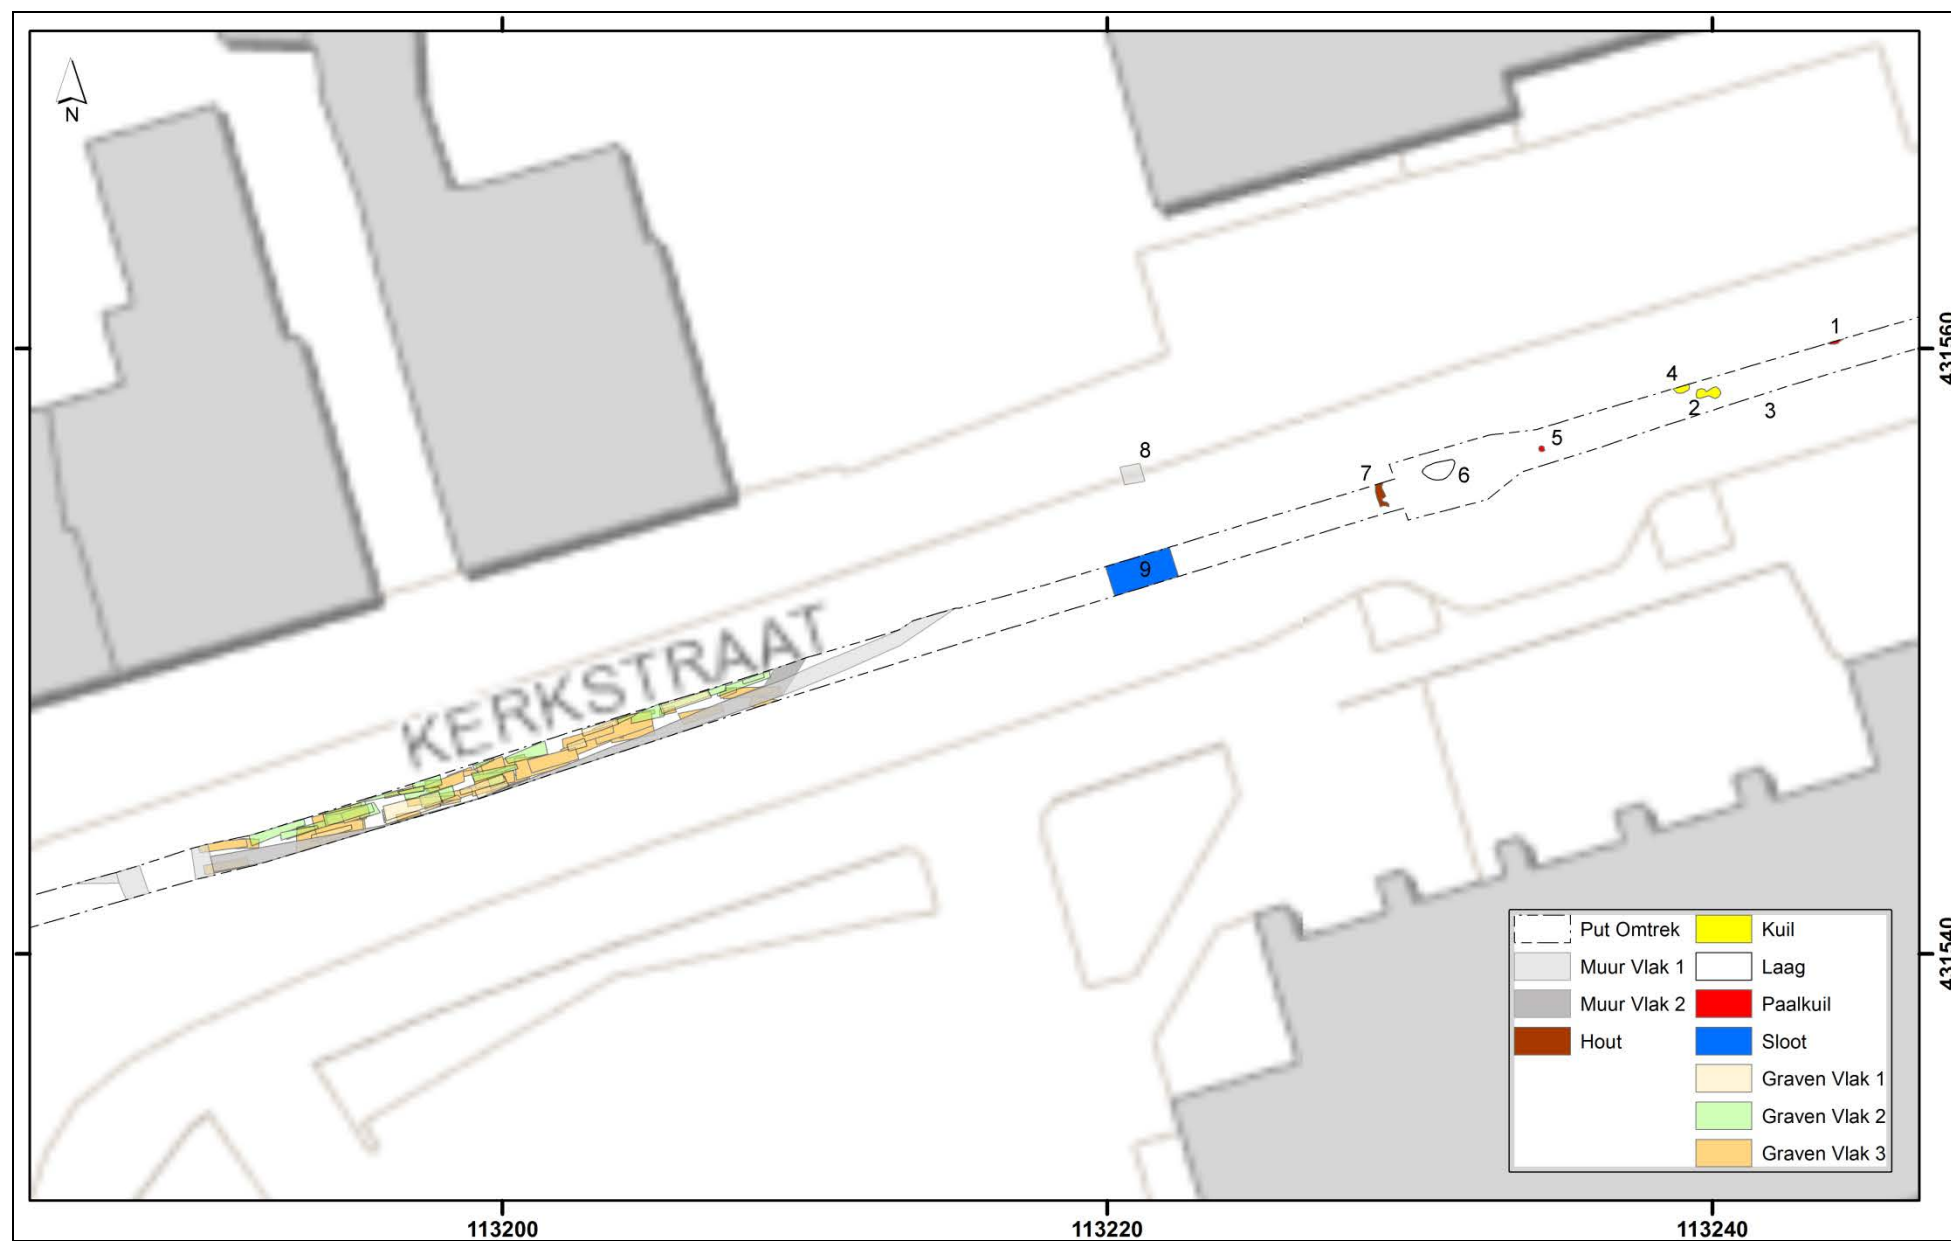 N
1
431560
4
2
3
5
8
7
6
9
KERKSTRAAT
Put Omtrek
Kuil
Muur Vlak 1
Laag
Muur Vlak 2
Paalkuil
Hout
Sloot
Graven Vlak 1
Graven Vlak 2
Graven Vlak 3
431540
113200
113220
113240